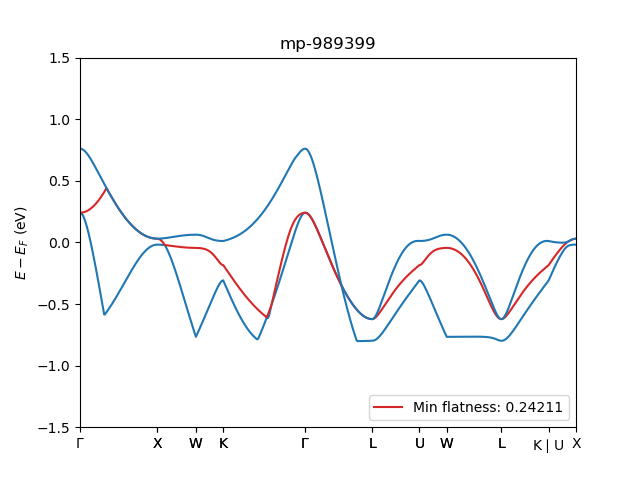 mp-989399
E − E_F (eV)
1.5
1.0
0.5
0.0
−0.5
−1.0
−1.5
Min flatness: 0.24211
Γ X W K Γ L U W L K | U X